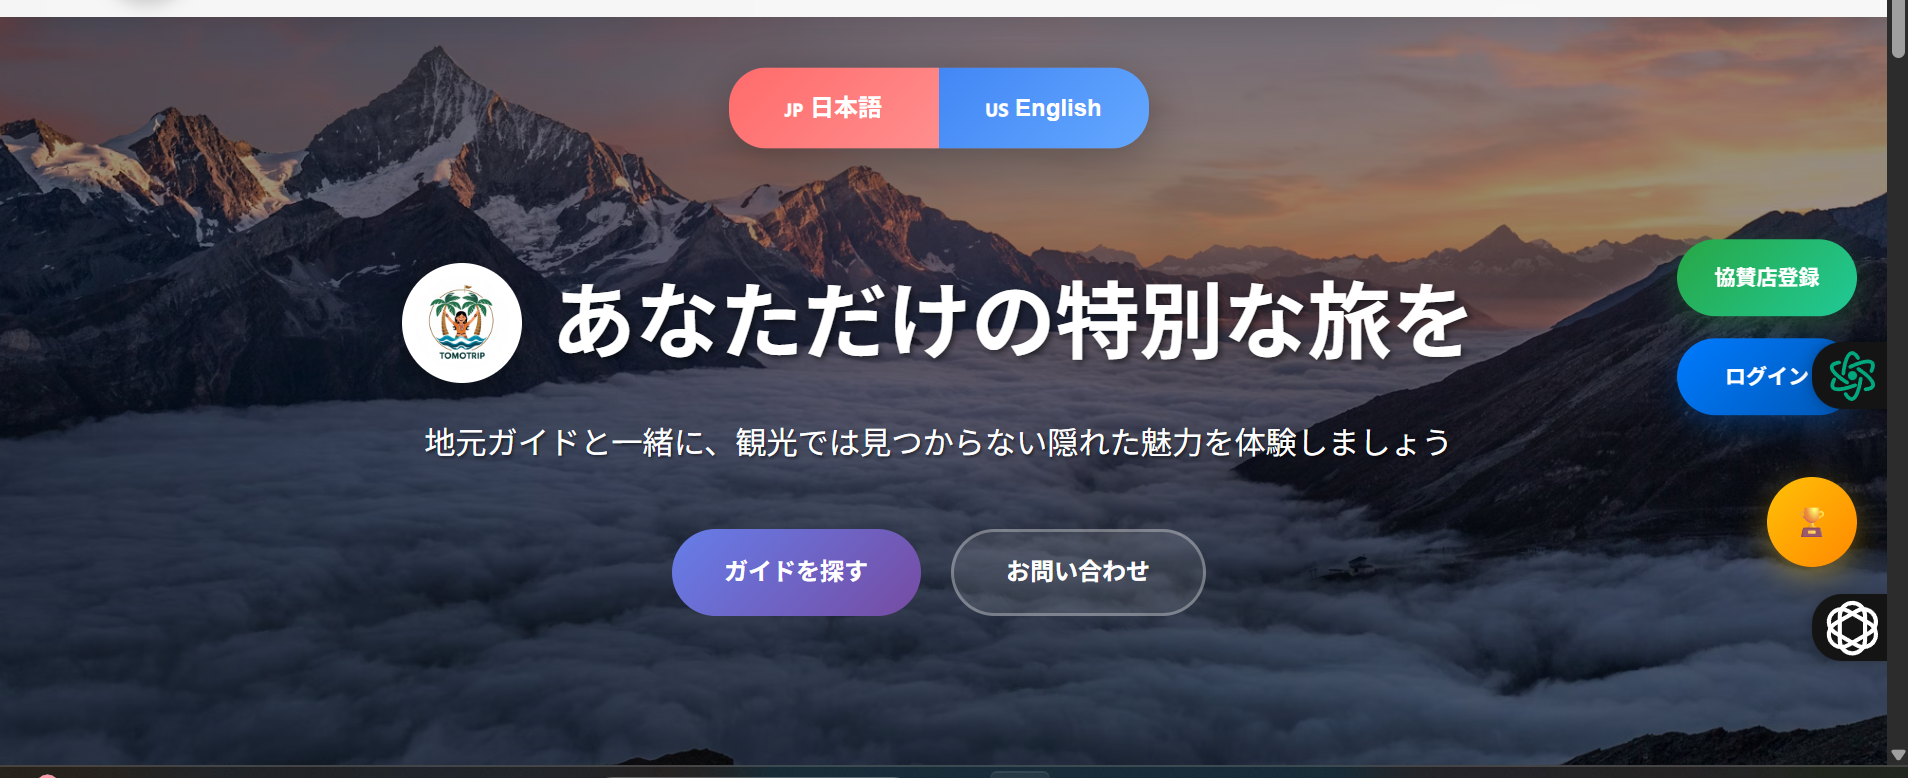 JP 日本語
US English
協賛店登録
TOMOTRIP
あなただけの特別な旅を
ログイン
地元ガイドと一緒に、観光では見つからない隠れた魅力を体験しましょう
ガイドを探す
お問い合わせ